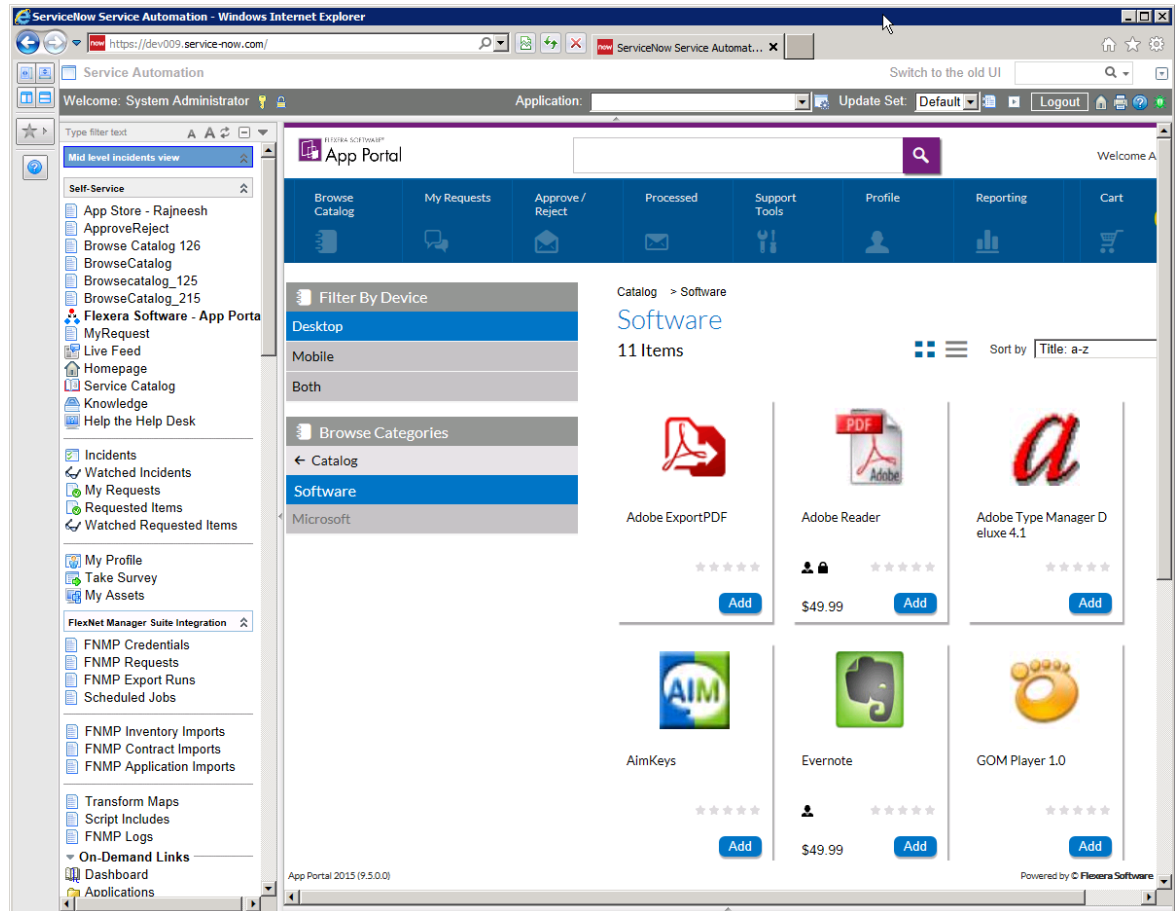 ServiceNow Service Automation - Windows Internet Explorer
now https://dev009.service-now.com/
now ServiceNow Service Automat...
Service Automation
Switch to the old UI
Welcome: System Administrator
Application:
Update Set: Default
Logout
Type filter text
A A
Mid level incidents view
Self-Service
App Store - Rajneesh
ApproveReject
Browse Catalog 126
BrowseCatalog
Browsecatalog_125
BrowseCatalog_215
Flexera Software - App Porta
MyRequest
Live Feed
Homepage
Service Catalog
Knowledge
Help the Help Desk
Incidents
Watched Incidents
My Requests
Requested Items
Watched Requested Items
My Profile
Take Survey
My Assets
FlexNet Manager Suite Integration
FNMP Credentials
FNMP Requests
FNMP Export Runs
Scheduled Jobs
FNMP Inventory Imports
FNMP Contract Imports
FNMP Application Imports
Transform Maps
Script Includes
FNMP Logs
On-Demand Links
Dashboard
Applications
FLEXERA SOFTWARE
App Portal
Welcome A
Browse
Catalog
My Requests
Approve /
Reject
Processed
Support
Tools
Profile
Reporting
Cart
Filter By Device
Desktop
Mobile
Both
Browse Categories
← Catalog
Software
Microsoft
Catalog > Software
Software
11 Items
Sort by Title: a-z
PDF
Adobe
Adobe ExportPDF
Adobe Reader
Adobe Type Manager D
eluxe 4.1
Add
$49.99 Add
Add
AIM
AimKeys
Evernote
GOM Player 1.0
Add
$49.99 Add
Add
App Portal 2015 (9.5.0.0)
Powered by © Flexera Software